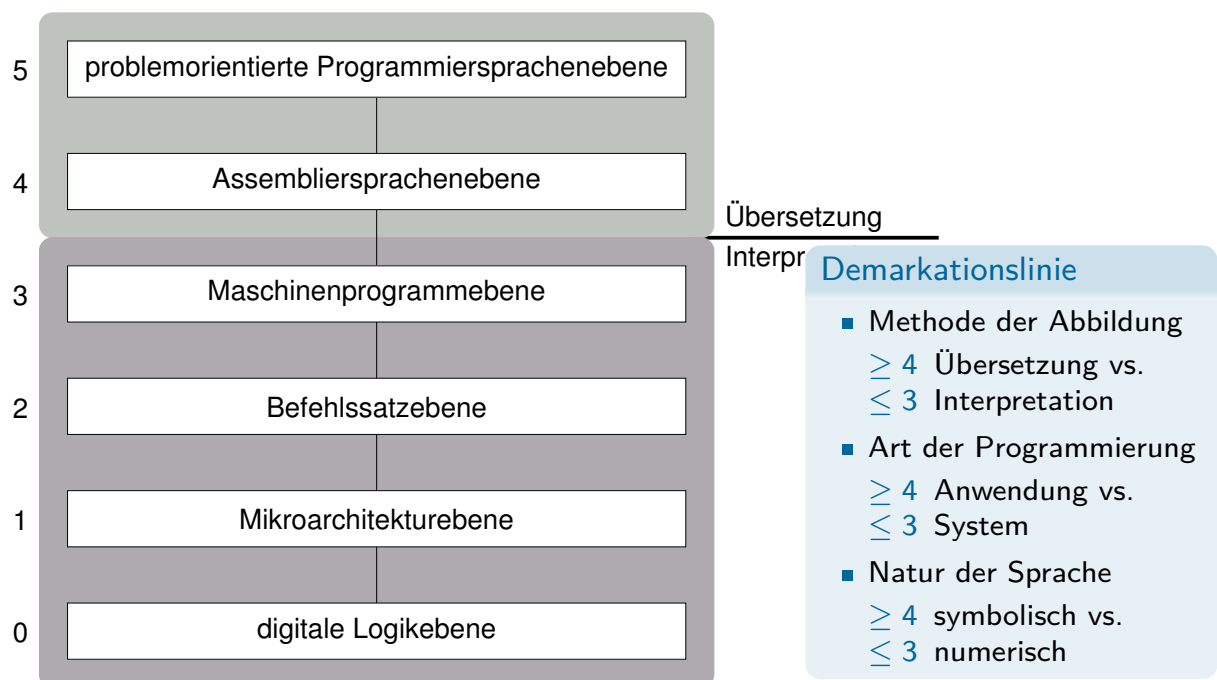 5 problemorientierte Programmiersprachenebene
4 Assembliersprachenebene
Übersetzung
Interpr
3 Maschinenprogrammebene
2 Befehlssatzebene
1 Mikroarchitekturebene
0 digitale Logikebene
Demarkationslinie
Methode der Abbildung
≥ 4 Übersetzung vs.
≤ 3 Interpretation
Art der Programmierung
≥ 4 Anwendung vs.
≤ 3 System
Natur der Sprache
≥ 4 symbolisch vs.
≤ 3 numerisch